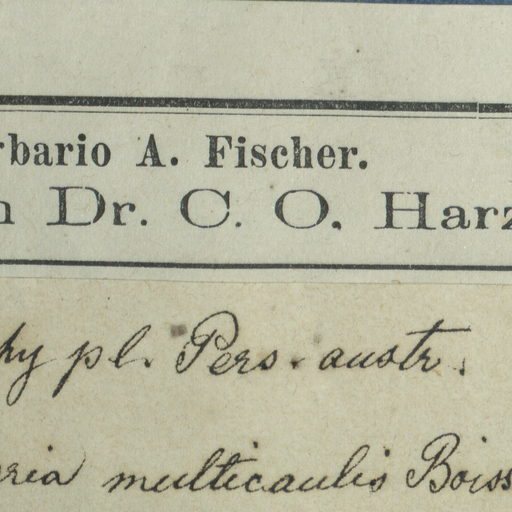 rbario A. Fischer.
n Dr. C. O. Harz
hy pl. Pers. austr.
ria multicaulis Boiss